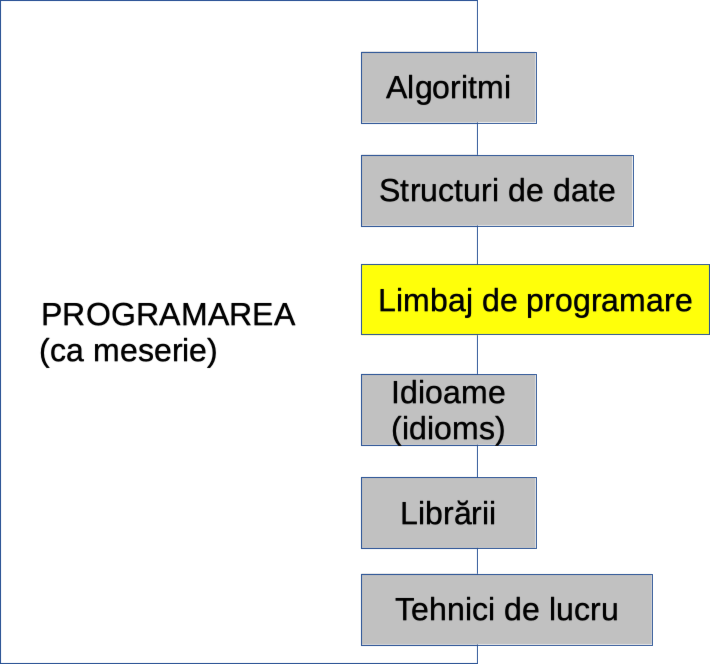 Algoritmi
Structuri de date
Limbaj de programare
PROGRAMAREA
(ca meserie)
Idioame
(idioms)
Librării
Tehnici de lucru